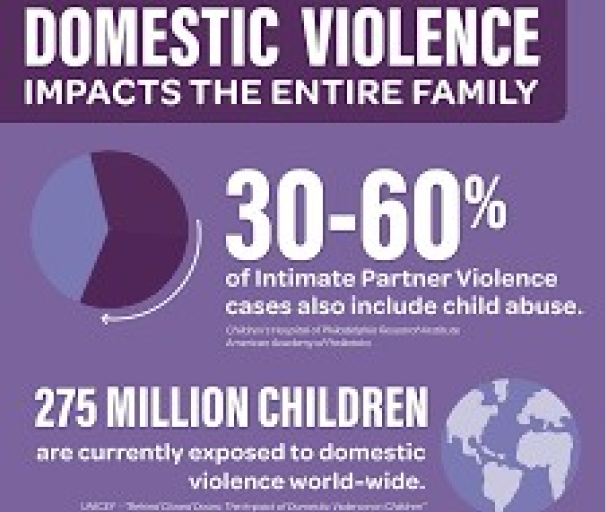 DOMESTIC VIOLENCE
IMPACTS THE ENTIRE FAMILY
30-60%
of Intimate Partner Violence
cases also include child abuse.
Children's Hospital of Philadelphia Research Institute
American Academy of Pediatrics
275 MILLION CHILDREN
are currently exposed to domestic
violence world-wide.
UNICEF - "Behind Closed Doors: The Impact of Domestic Violence on Children"